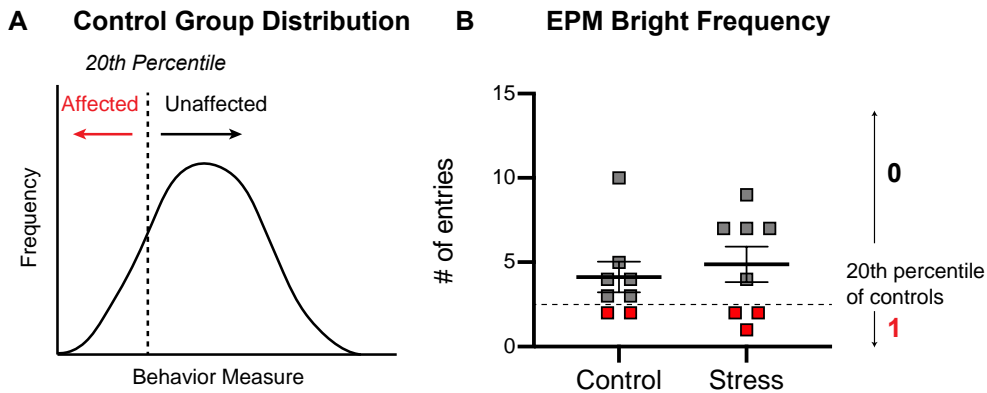 A Control Group Distribution
20th Percentile
Affected Unaffected
Frequency
Behavior Measure
B EPM Bright Frequency
# of entries
15
10
5
0
Control Stress
0
20th percentile
of controls
1